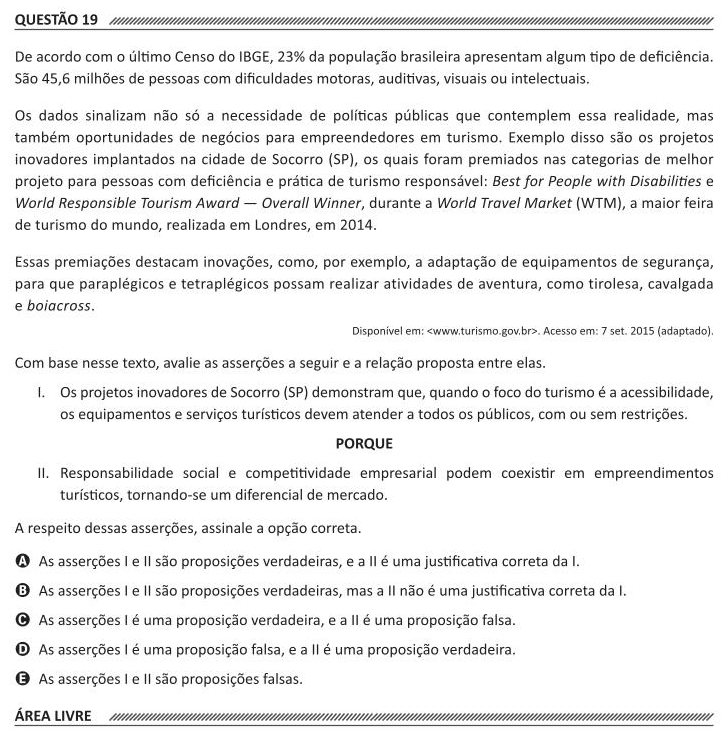 QUESTÃO 19
De acordo com o último Censo do IBGE, 23% da população brasileira apresentam algum tipo de deficiência.
São 45,6 milhões de pessoas com dificuldades motoras, auditivas, visuais ou intelectuais.
Os dados sinalizam não só a necessidade de políticas públicas que contemplem essa realidade, mas
também oportunidades de negócios para empreendedores em turismo. Exemplo disso são os projetos
inovadores implantados na cidade de Socorro (SP), os quais foram premiados nas categorias de melhor
projeto para pessoas com deficiência e prática de turismo responsável: Best for People with Disabilities e
World Responsible Tourism Award — Overall Winner, durante a World Travel Market (WTM), a maior feira
de turismo do mundo, realizada em Londres, em 2014.
Essas premiações destacam inovações, como, por exemplo, a adaptação de equipamentos de segurança,
para que paraplégicos e tetraplégicos possam realizar atividades de aventura, como tirolesa, cavalgada
e boiacross.
Disponível em: <www.turismo.gov.br>. Acesso em: 7 set. 2015 (adaptado).
Com base nesse texto, avalie as asserções a seguir e a relação proposta entre elas.
I. Os projetos inovadores de Socorro (SP) demonstram que, quando o foco do turismo é a acessibilidade,
os equipamentos e serviços turísticos devem atender a todos os públicos, com ou sem restrições.
PORQUE
II. Responsabilidade social e competitividade empresarial podem coexistir em empreendimentos
turísticos, tornando-se um diferencial de mercado.
A respeito dessas asserções, assinale a opção correta.
A As asserções I e II são proposições verdadeiras, e a II é uma justificativa correta da I.
B As asserções I e II são proposições verdadeiras, mas a II não é uma justificativa correta da I.
C As asserções I é uma proposição verdadeira, e a II é uma proposição falsa.
D As asserções I é uma proposição falsa, e a II é uma proposição verdadeira.
E As asserções I e II são proposições falsas.
ÁREA LIVRE